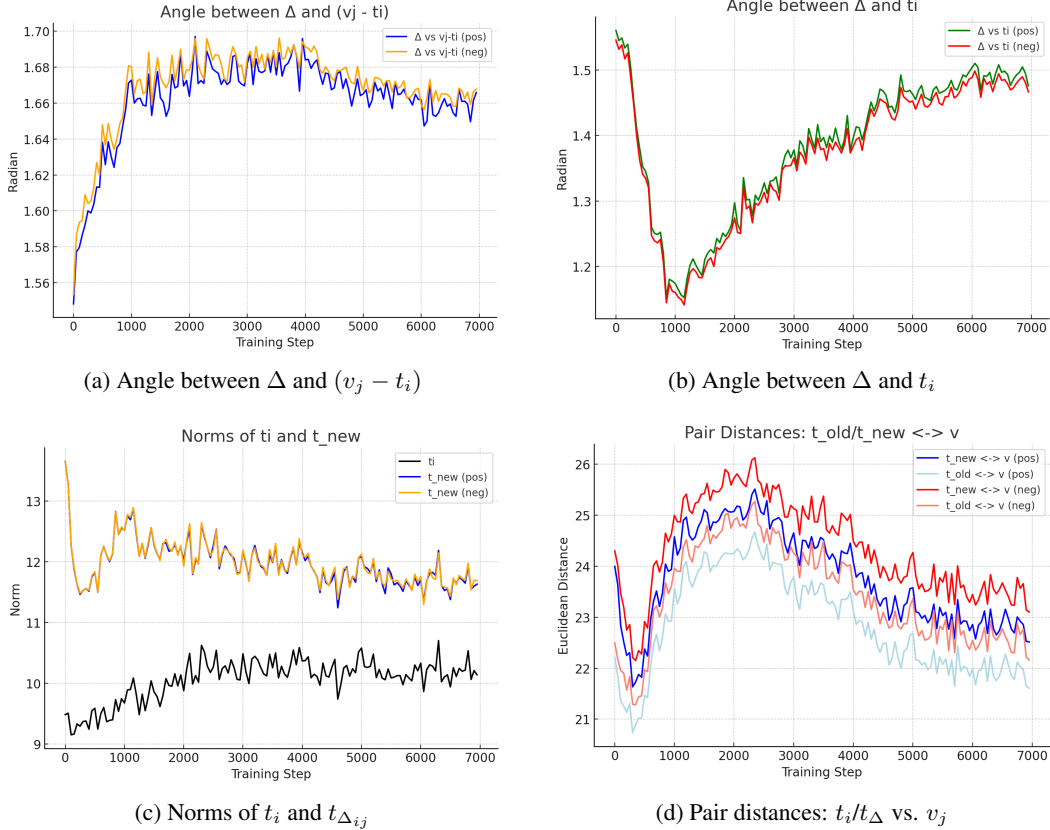 Angle between Δ and (vj - ti)
Δ vs vj-ti (pos)
Δ vs vj-ti (neg)
1.68
1.66
1.64
1.62
1.60
1.58
1.56
Radian
0 1000 2000 3000 4000 5000 6000 7000
Training Step
(a) Angle between Δ and (v_j − t_i)
Angle between Δ and ti
Δ vs ti (pos)
Δ vs ti (neg)
1.5
1.4
1.3
1.2
Radian
0 1000 2000 3000 4000 5000 6000 7000
Training Step
(b) Angle between Δ and t_i
Norms of ti and t_new
ti
t_new (pos)
t_new (neg)
13
12
11
10
9
Norm
0 1000 2000 3000 4000 5000 6000 7000
Training Step
(c) Norms of t_i and t_{Δ_{ij}}
Pair Distances: t_old/t_new <-> v
t_new <-> v (pos)
t_old <-> v (pos)
t_new <-> v (neg)
t_old <-> v (neg)
26
25
24
23
22
21
Euclidean Distance
0 1000 2000 3000 4000 5000 6000 7000
Training Step
(d) Pair distances: t_i/t_Δ vs. v_j